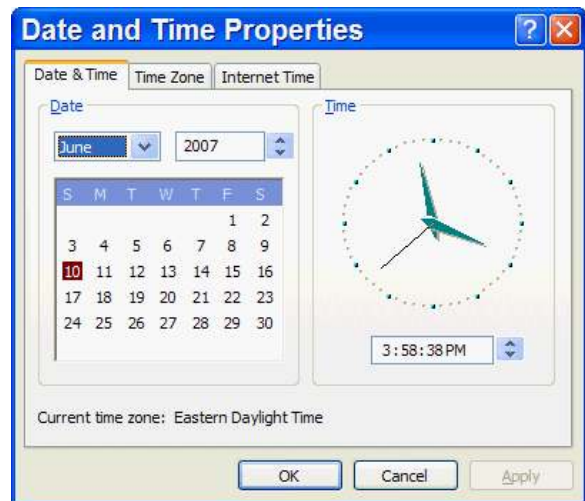 Date and Time Properties
?
Date & Time Time Zone Internet Time
Date
June 2007
S M T W T F S
1 2
3 4 5 6 7 8 9
10 11 12 13 14 15 16
17 18 19 20 21 22 23
24 25 26 27 28 29 30
Time
3:58:38 PM
Current time zone: Eastern Daylight Time
OK Cancel Apply